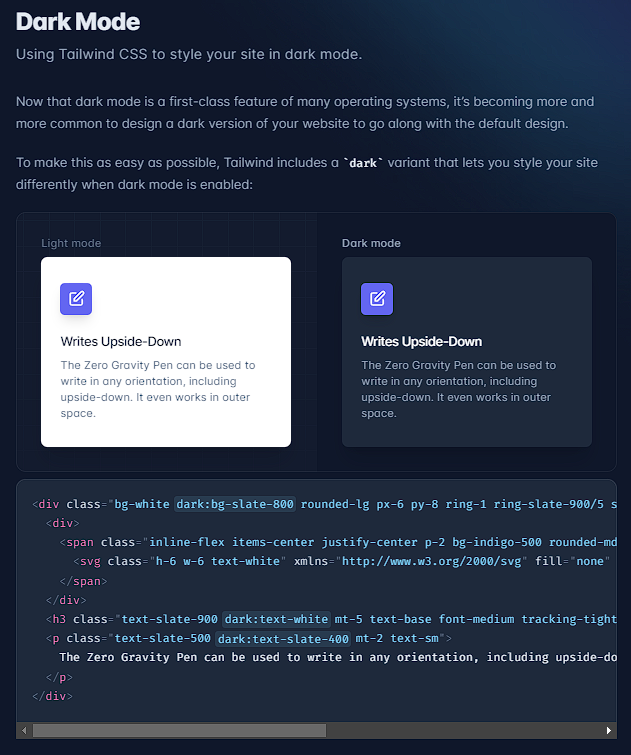 Dark Mode
Using Tailwind CSS to style your site in dark mode.
Now that dark mode is a first-class feature of many operating systems, it's becoming more and
more common to design a dark version of your website to go along with the default design.
To make this as easy as possible, Tailwind includes a `dark` variant that lets you style your site
differently when dark mode is enabled:
Light mode
Writes Upside-Down
The Zero Gravity Pen can be used to
write in any orientation, including
upside-down. It even works in outer
space.
Dark mode
Writes Upside-Down
The Zero Gravity Pen can be used to
write in any orientation, including
upside-down. It even works in outer
space.
<div class="bg-white dark:bg-slate-800 rounded-lg px-6 py-8 ring-1 ring-slate-900/5 s
<div>
<span class="inline-flex items-center justify-center p-2 bg-indigo-500 rounded-md
<svg class="h-6 w-6 text-white" xmlns="http://www.w3.org/2000/svg" fill="none"
</span>
</div>
<h3 class="text-slate-900 dark:text-white mt-5 text-base font-medium tracking-tight
<p class="text-slate-500 dark:text-slate-400 mt-2 text-sm">
The Zero Gravity Pen can be used to write in any orientation, including upside-do
</p>
</div>